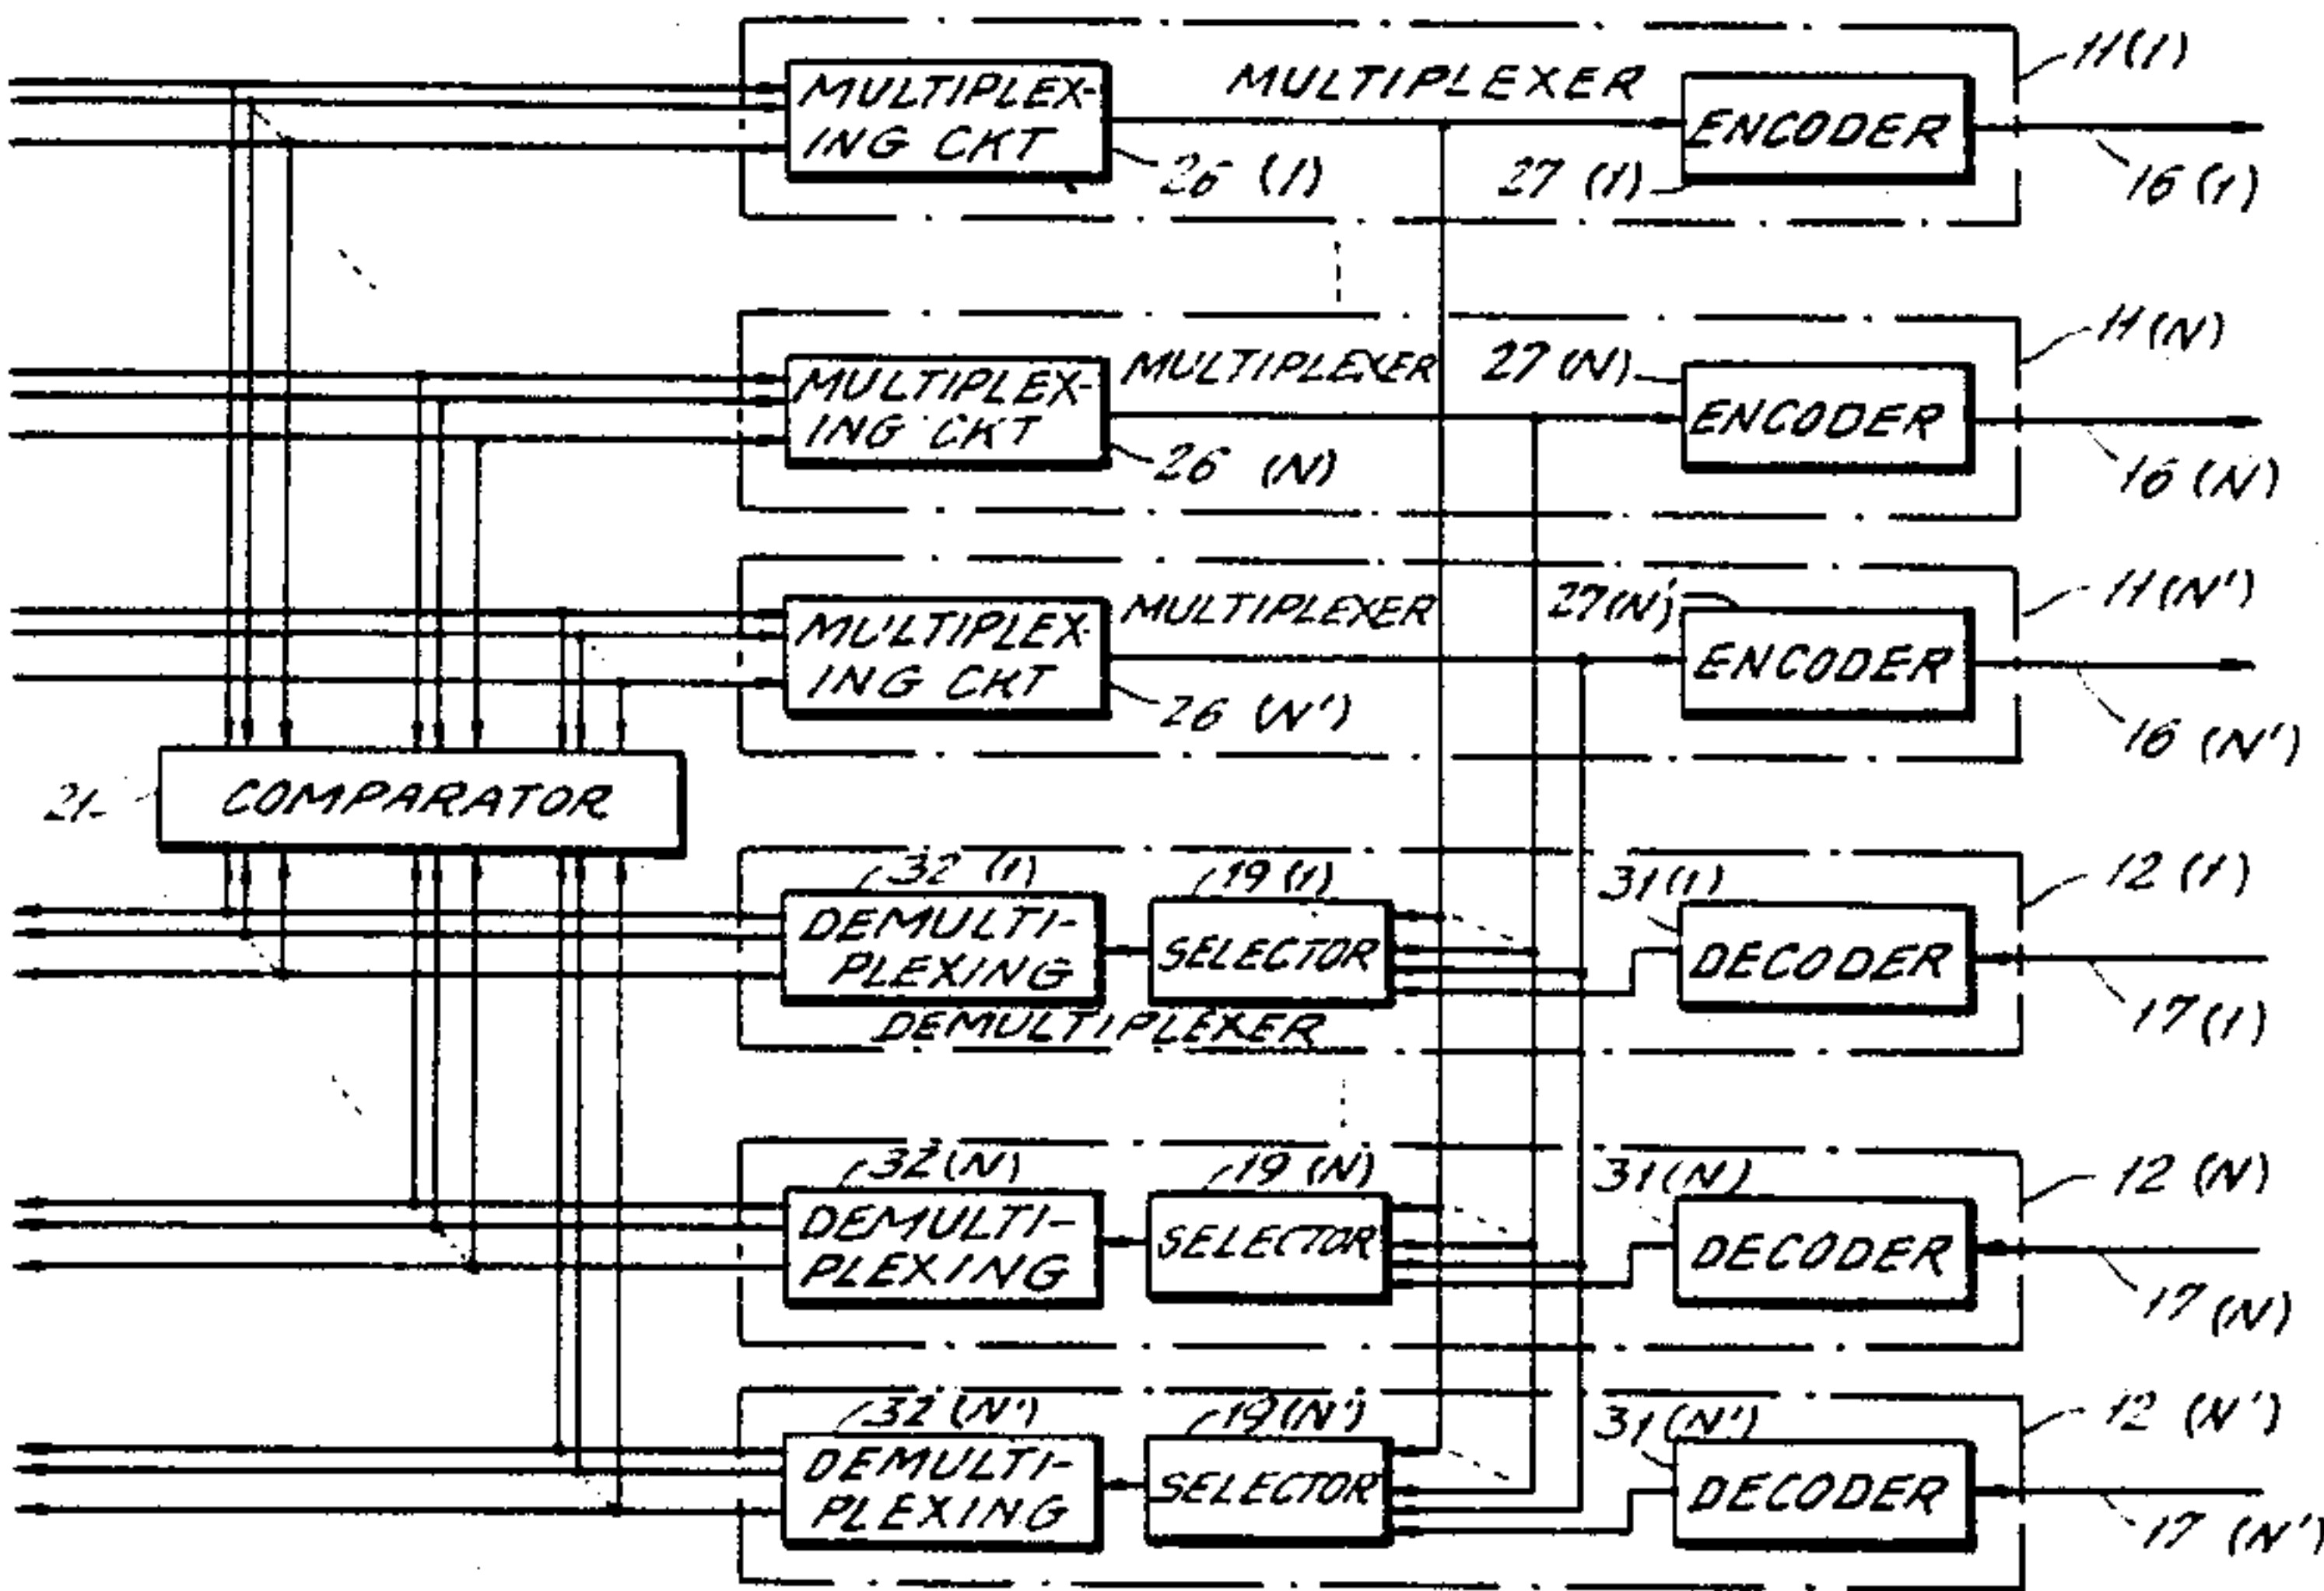 11(1)
MULTIPLEX-
ING CKT
MULTIPLEXER
ENCODER
26 (1)
27 (1)
16 (1)
11(N)
MULTIPLEX-
ING CKT
MULTIPLEXER
27 (N)
ENCODER
26 (N)
16 (N)
11(N')
MULTIPLEX-
ING CKT
MULTIPLEXER
27(N')
ENCODER
26 (N')
16 (N')
21
COMPARATOR
32 (1)
19 (1)
31(1)
12 (1)
DEMULTI-
PLEXING
SELECTOR
DECODER
DEMULTIPLEXER
17(1)
32(N)
19 (N)
31(N)
12 (N)
DEMULTI-
PLEXING
SELECTOR
DECODER
17 (N)
32 (N')
19(N')
31(N')
12 (N')
DEMULTI-
PLEXING
SELECTOR
DECODER
17 (N')